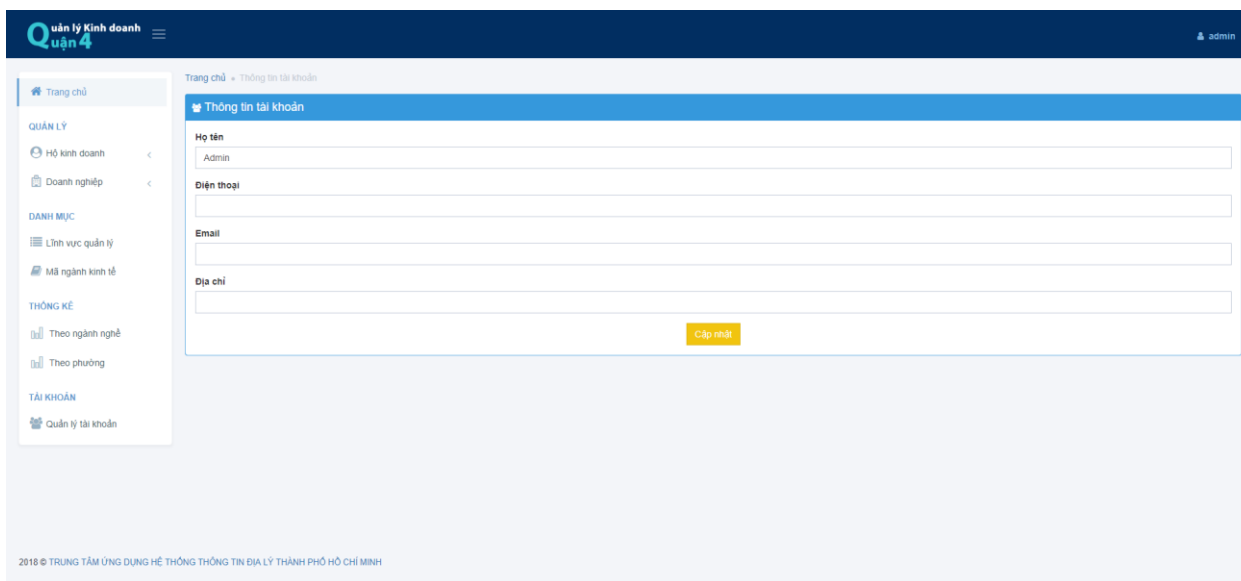 Quản lý Kinh doanh
Quận 4
admin
Trang chủ
Thông tin tài khoản
Trang chủ
QUẢN LÝ
Hộ kinh doanh
Doanh nghiệp
DANH MỤC
Lĩnh vực quản lý
Mã ngành kinh tế
THỐNG KÊ
Theo ngành nghề
Theo phường
TÀI KHOẢN
Quản lý tài khoản
Thông tin tài khoản
Họ tên
Admin
Điện thoại
Email
Địa chỉ
Cập nhật
2018 © TRUNG TÂM ỨNG DỤNG HỆ THỐNG THÔNG TIN ĐỊA LÝ THÀNH PHỐ HỒ CHÍ MINH